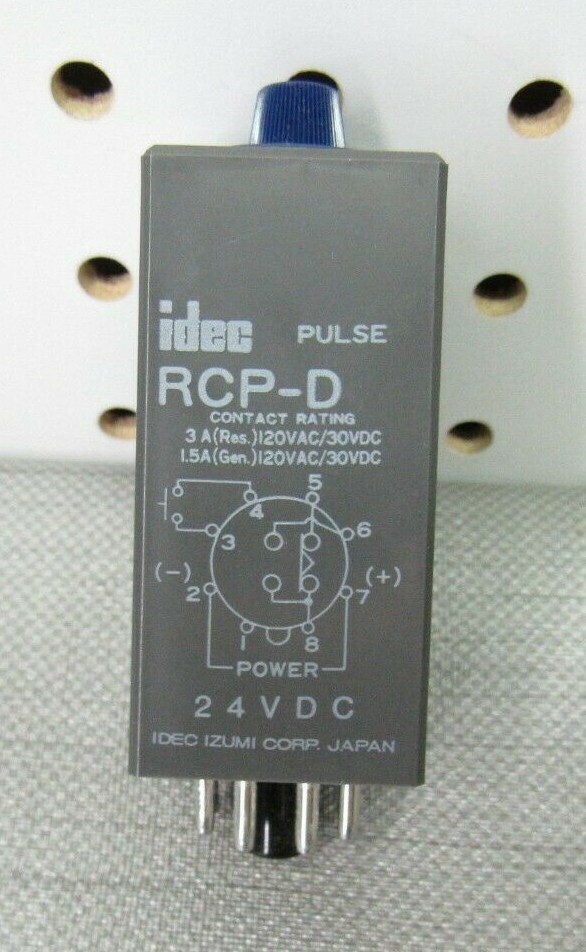 idec PULSE
RCP-D
CONTACT RATING
3A(Res.)120VAC/30VDC
1.5A(Gen.)120VAC/30VDC
5
4
3 6
(-) (+)
2 7
1 8
POWER
24VDC
IDEC IZUMI CORP. JAPAN